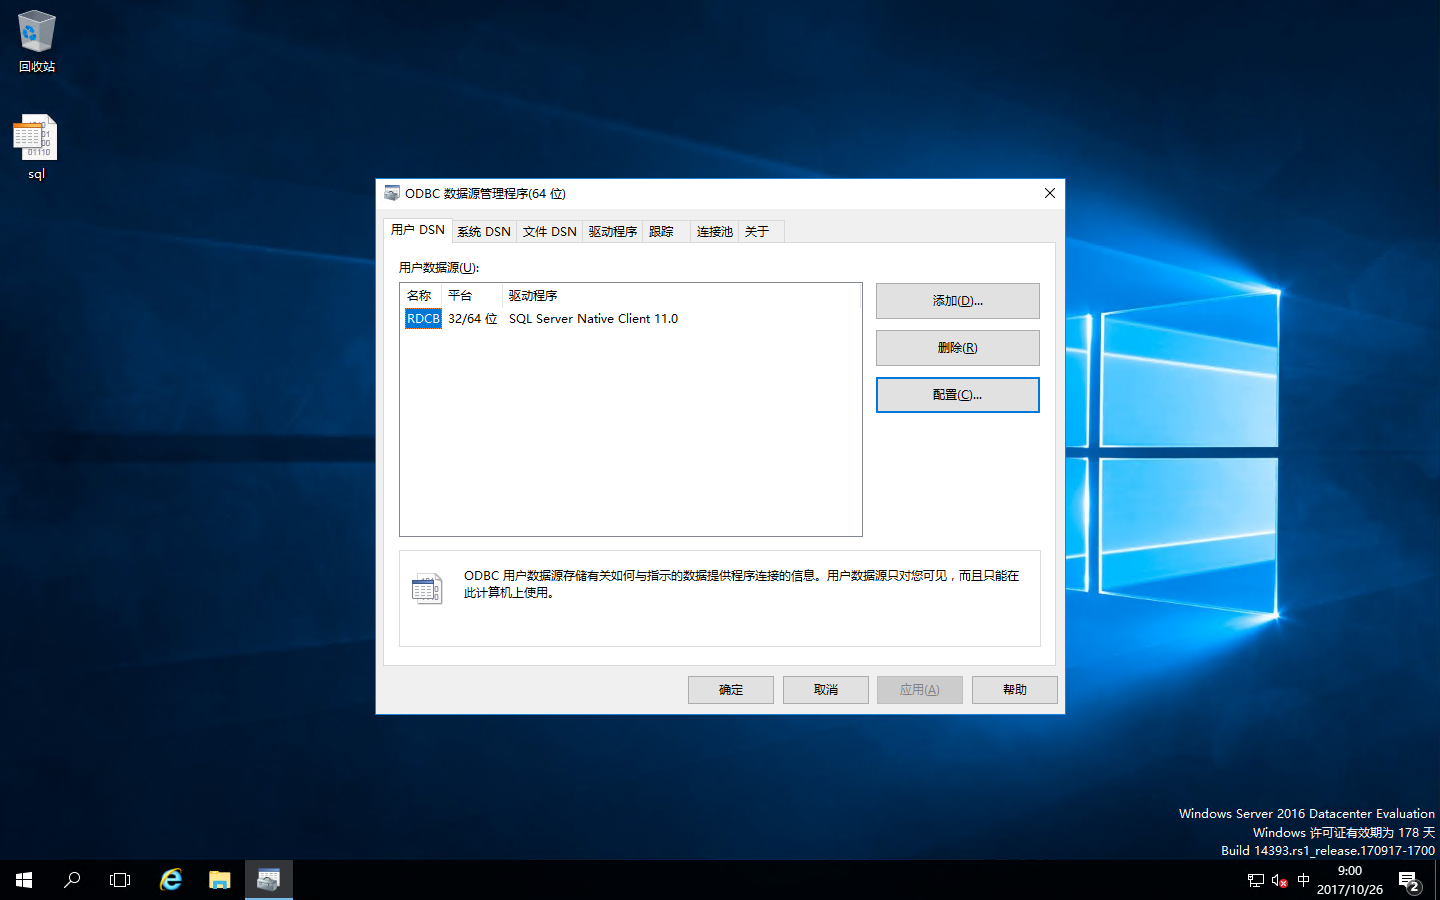 回收站
sql
ODBC 数据源管理程序(64 位)
用户 DSN
系统 DSN
文件 DSN
驱动程序
跟踪
连接池
关于
用户数据源(U):
名称 平台 驱动程序
RDCB 32/64 位 SQL Server Native Client 11.0
添加(D)...
删除(R)
配置(C)...
ODBC 用户数据源存储有关如何与指示的数据提供程序连接的信息。用户数据源只对您可见，而且只能在
此计算机上使用。
确定
取消
应用(A)
帮助
Windows Server 2016 Datacenter Evaluation
Windows 许可证有效期为 178 天
Build 14393.rs1_release.170917-1700
中
9:00
2017/10/26
2